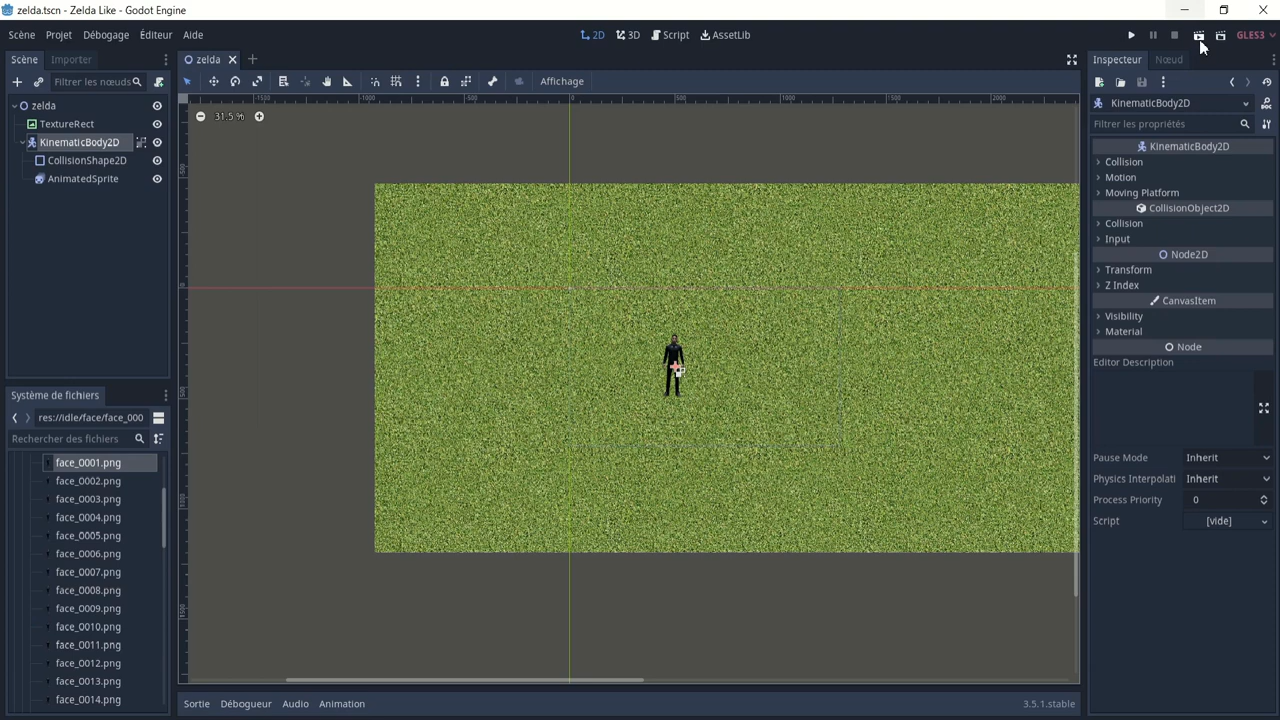 zelda.tscn - Zelda Like - Godot Engine
Scène Projet Débogage Éditeur Aide
2D 3D Script AssetLib
GLES3
Scène Importer
zelda
Inspecteur Nœud
Filtrer les nœuds
Affichage
zelda
TextureRect
KinematicBody2D
CollisionShape2D
AnimatedSprite
31.5 %
KinematicBody2D
Filtrer les propriétés
KinematicBody2D
Collision
Motion
Moving Platform
CollisionObject2D
Collision
Input
Node2D
Transform
Z Index
CanvasItem
Visibility
Material
Node
Editor Description
Pause Mode Inherit
Physics Interpolati Inherit
Process Priority 0
Script [vide]
Système de fichiers
res://idle/face/face_000
Rechercher des fichiers
face_0001.png
face_0002.png
face_0003.png
face_0004.png
face_0005.png
face_0006.png
face_0007.png
face_0008.png
face_0009.png
face_0010.png
face_0011.png
face_0012.png
face_0013.png
face_0014.png
Sortie Débogueur Audio Animation
3.5.1.stable